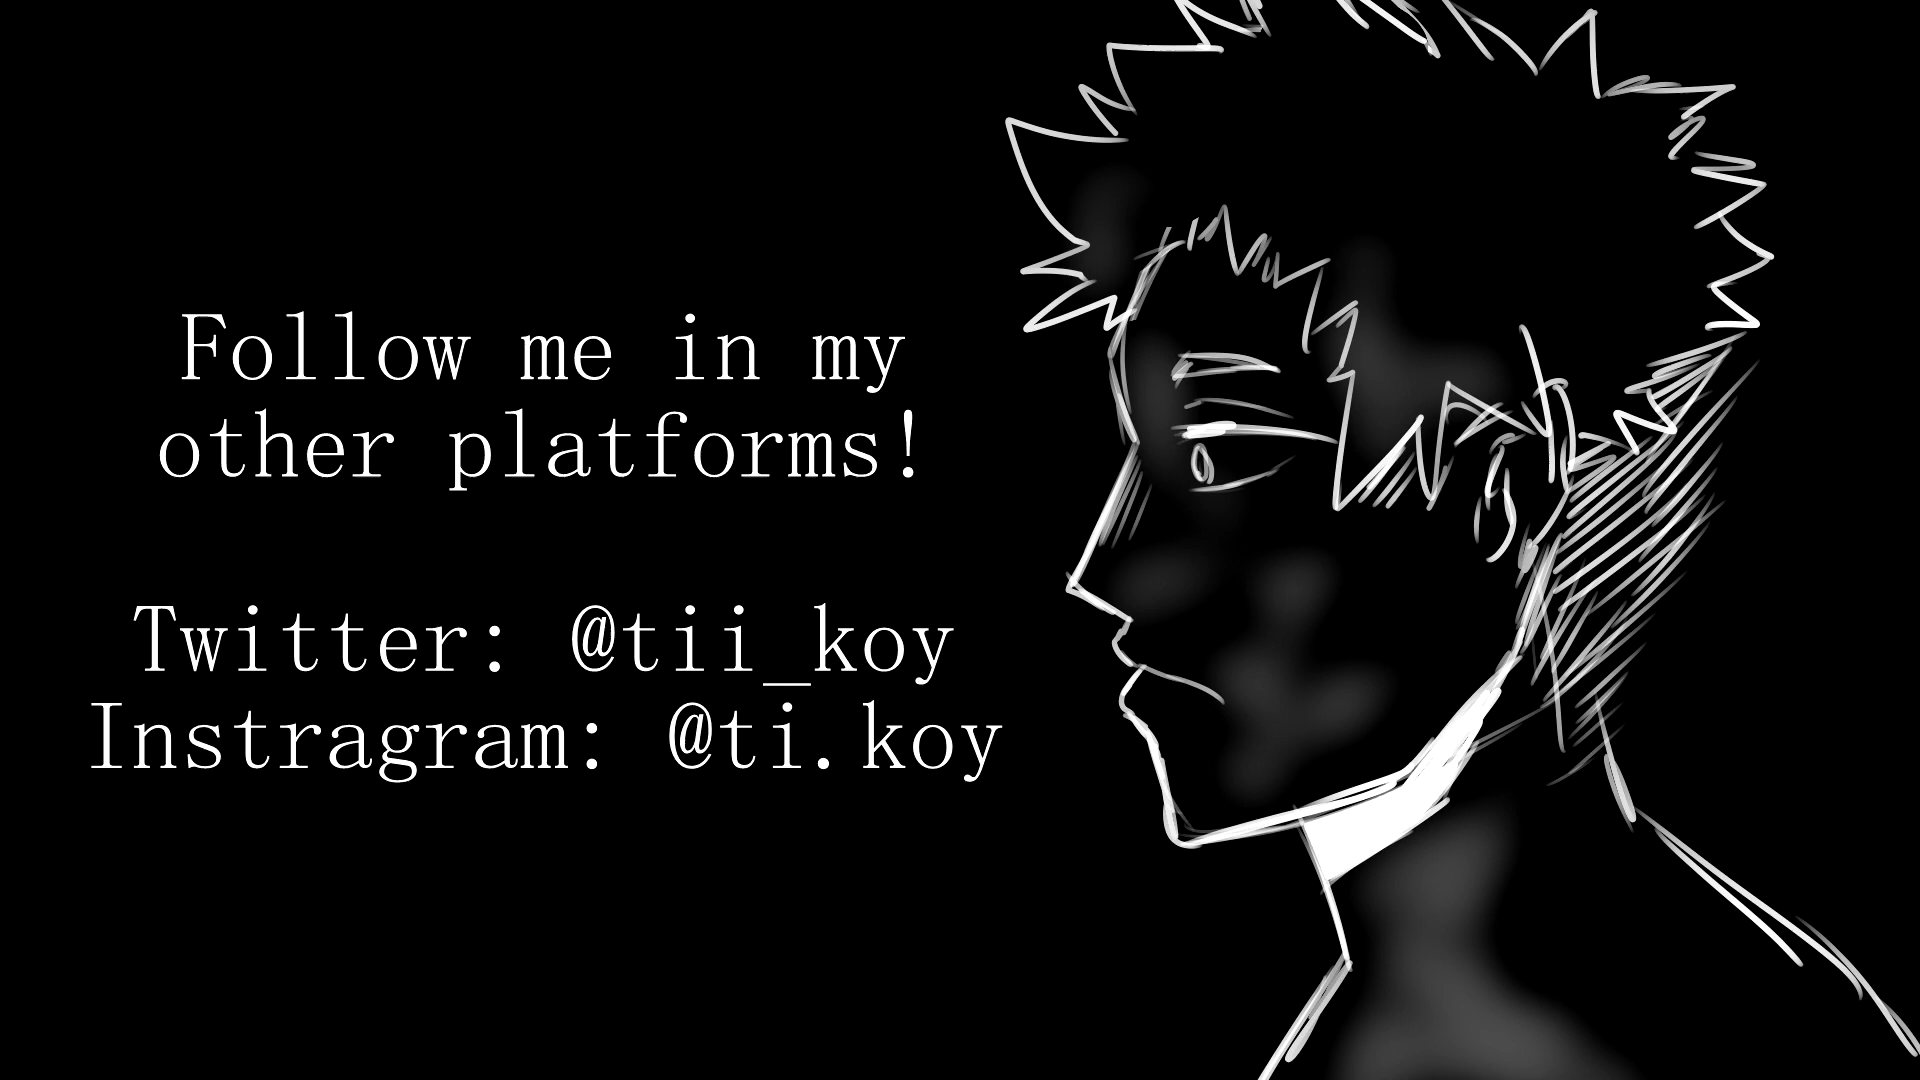 Follow me in my
other platforms!
Twitter: @tii_koy
Instragram: @ti.koy